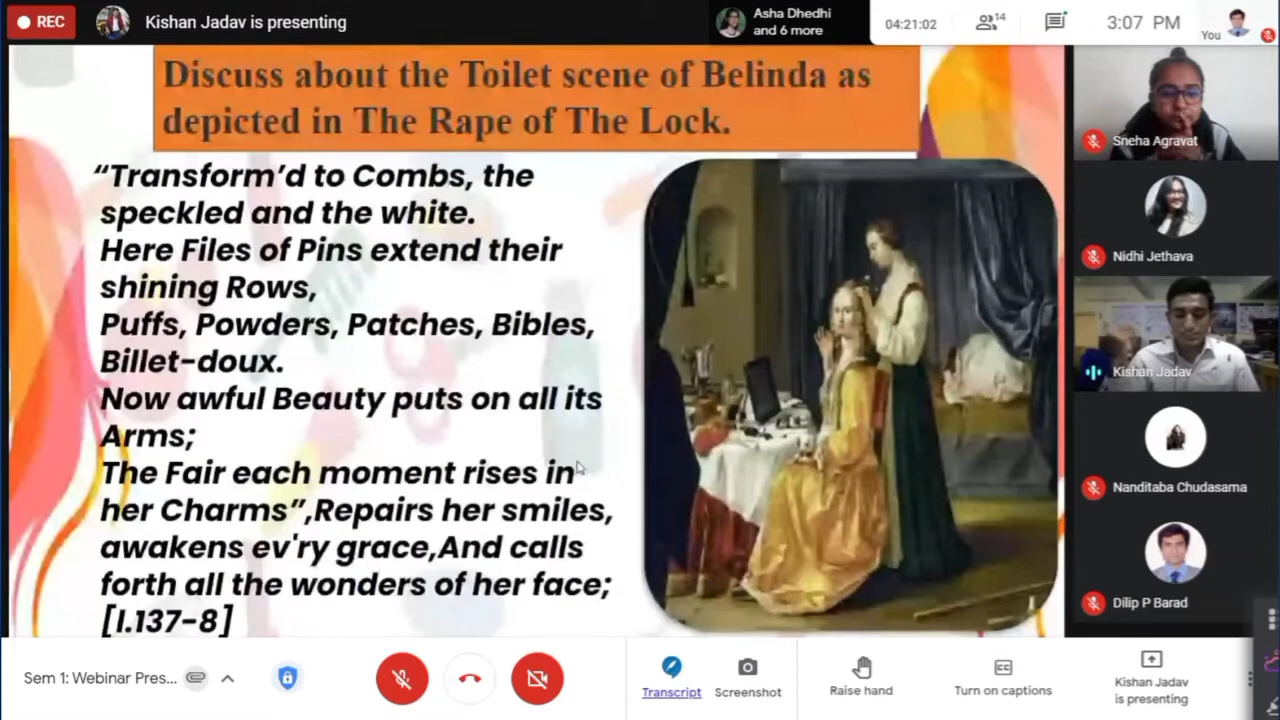 REC
Kishan Jadav is presenting
Asha Dhedhi
and 6 more
04:21:02
14
3:07 PM
You
Discuss about the Toilet scene of Belinda as
depicted in The Rape of The Lock.
“Transform’d to Combs, the
speckled and the white.
Here Files of Pins extend their
shining Rows,
Puffs, Powders, Patches, Bibles,
Billet-doux.
Now awful Beauty puts on all its
Arms;
The Fair each moment rises in
her Charms”,Repairs her smiles,
awakens ev'ry grace,And calls
forth all the wonders of her face;
[l.137-8]
Sneha Agravat
Nidhi Jethava
Kishan Jadav
Nanditaba Chudasama
Dilip P Barad
Sem 1: Webinar Pres...
Transcript
Screenshot
Raise hand
CC
Turn on captions
Kishan Jadav
is presenting